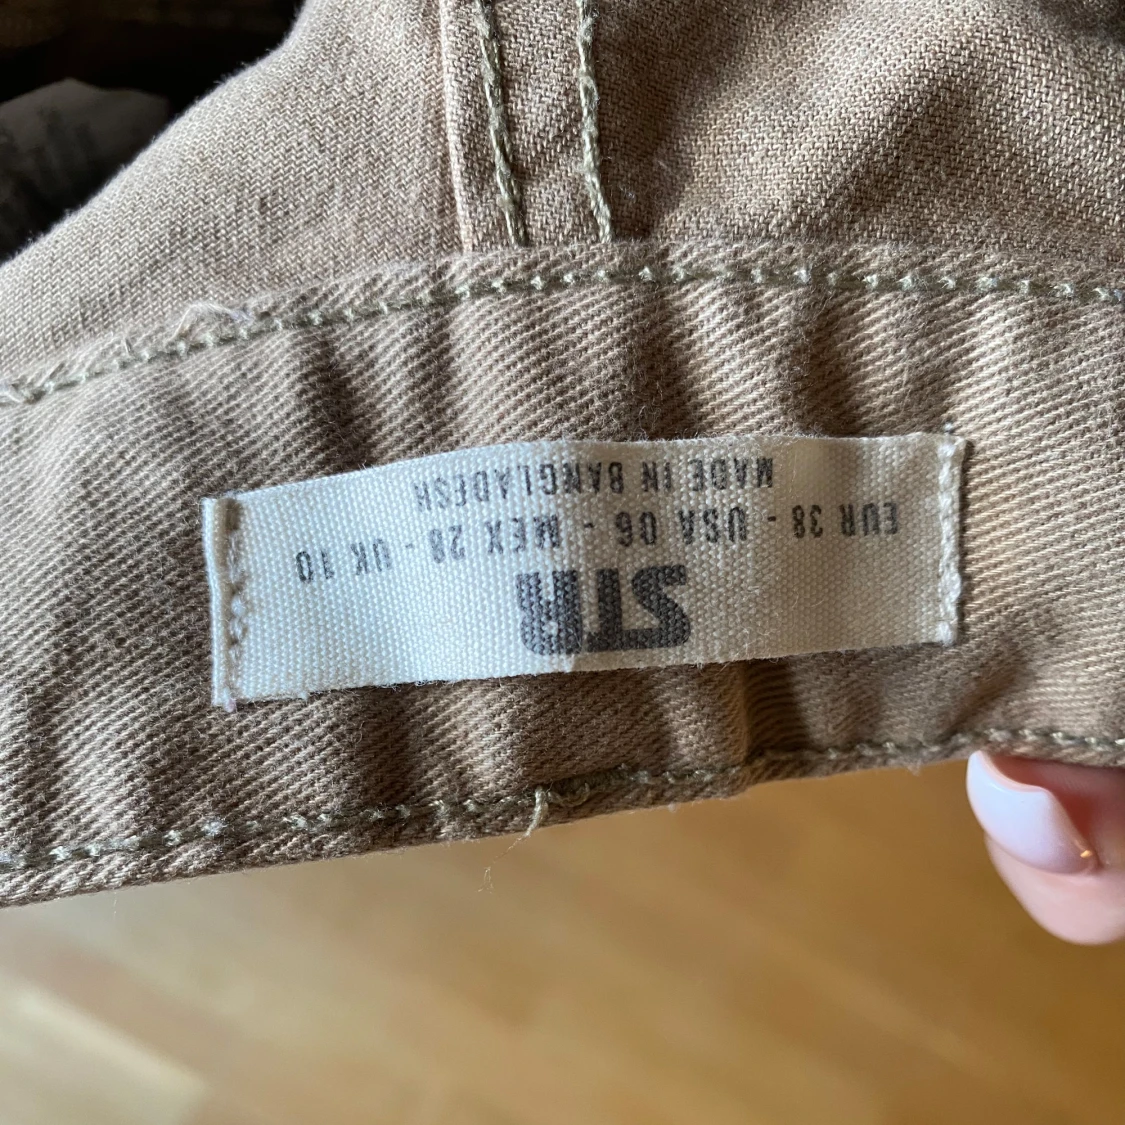 STR
EUR 38 - USA 06 - MEX 28 - UK 10
MADE IN BANGLADESH